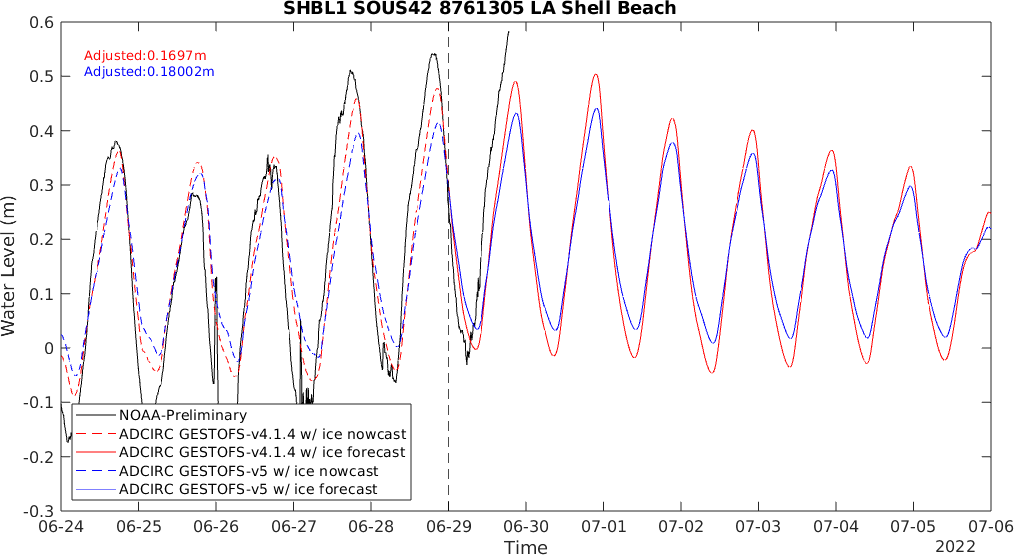 SHBL1 SOUS42 8761305 LA Shell Beach
Adjusted:0.1697m
Adjusted:0.18002m
Water Level (m)
0.6
0.5
0.4
0.3
0.2
0.1
0
-0.1
-0.2
-0.3
NOAA-Preliminary
ADCIRC GESTOFS-v4.1.4 w/ ice nowcast
ADCIRC GESTOFS-v4.1.4 w/ ice forecast
ADCIRC GESTOFS-v5 w/ ice nowcast
ADCIRC GESTOFS-v5 w/ ice forecast
06-24 06-25 06-26 06-27 06-28 06-29 06-30 07-01 07-02 07-03 07-04 07-05 07-06
Time
2022